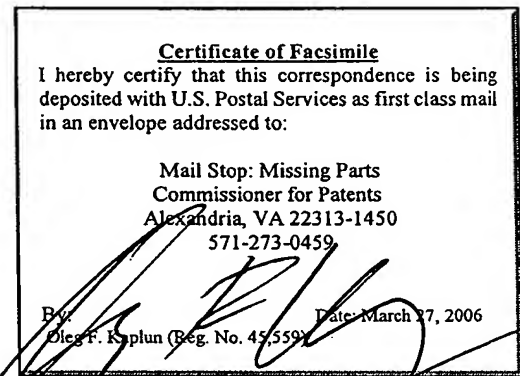 Certificate of Facsimile
I hereby certify that this correspondence is being
deposited with U.S. Postal Services as first class mail
in an envelope addressed to:
Mail Stop: Missing Parts
Commissioner for Patents
Alexandria, VA 22313-1450
571-273-0459
By: Date: March 27, 2006
Oleg F. Kaplun (Reg. No. 45,559)